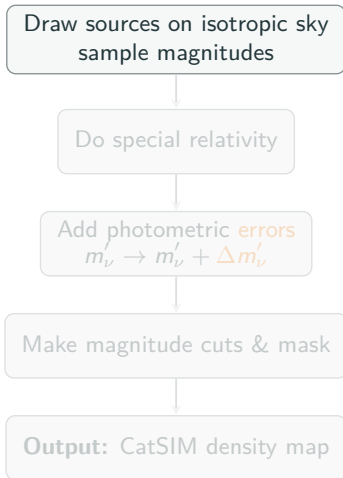 Draw sources on isotropic sky
sample magnitudes
Do special relativity
Add photometric errors
m′ν → m′ν + Δm′ν
Make magnitude cuts & mask
Output: CatSIM density map